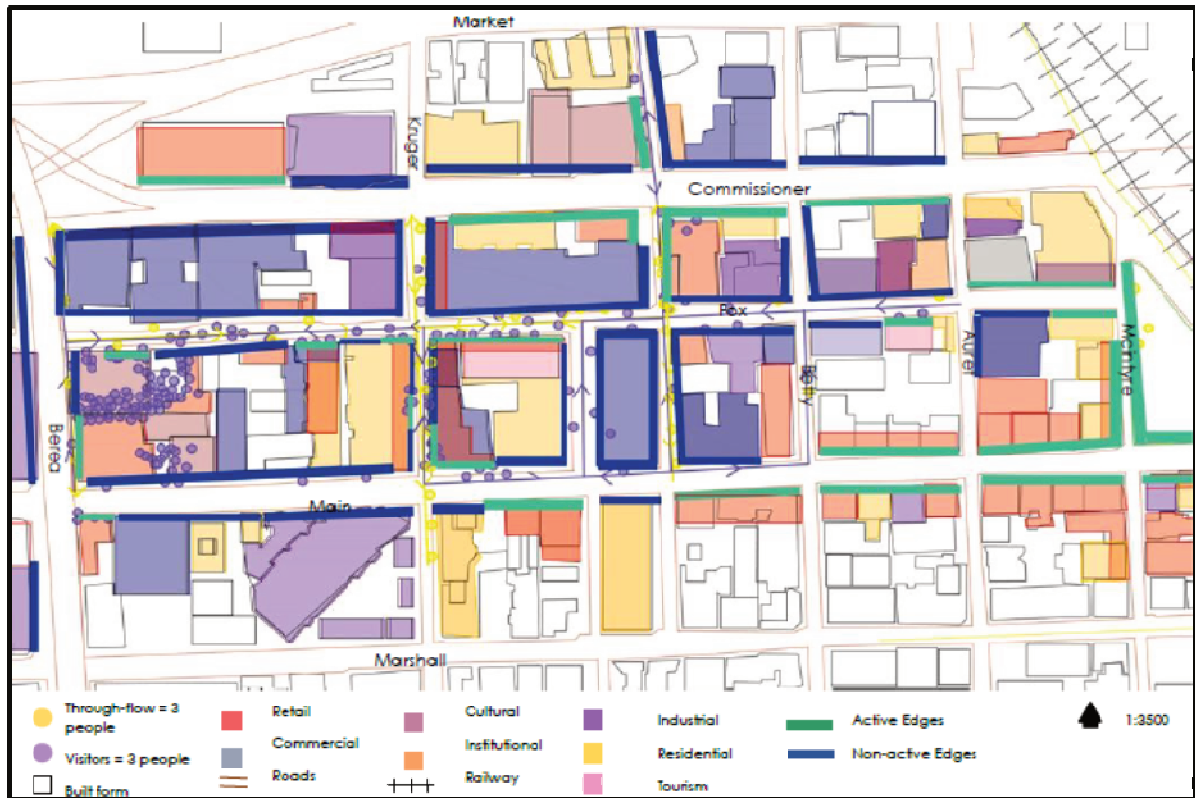 Market
Kruger
Commissioner
Fox
Betty
Auret
McIntyre
Berea
Main
Marshall
Through-flow = 3
people
Visitors = 3 people
Built form
Retail
Commercial
Roads
Cultural
Institutional
Railway
Industrial
Residential
Tourism
Active Edges
Non-active Edges
1:3500